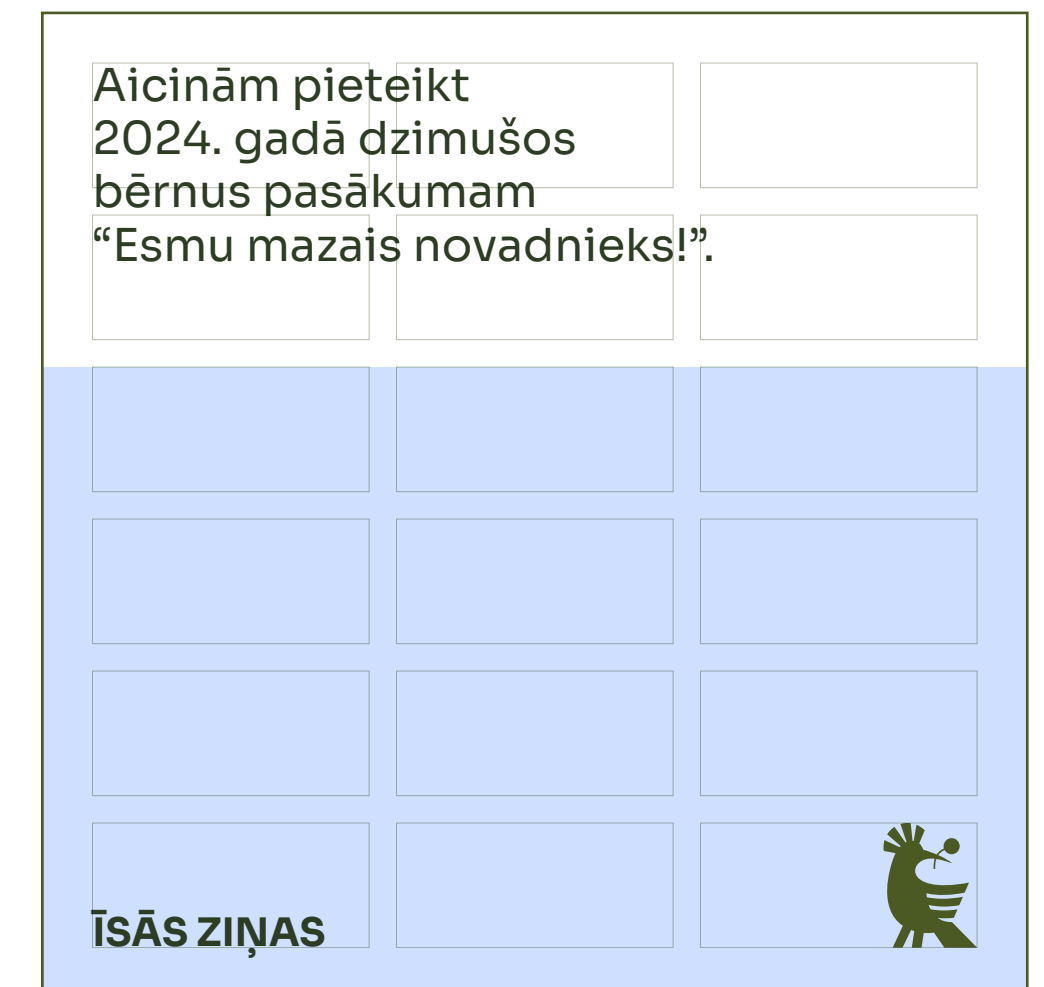 Aicinām pieteikt
2024. gadā dzimušos
bērnus pasākumam
“Esmu mazais novadnieks!”.
ĪSĀS ZIŅAS